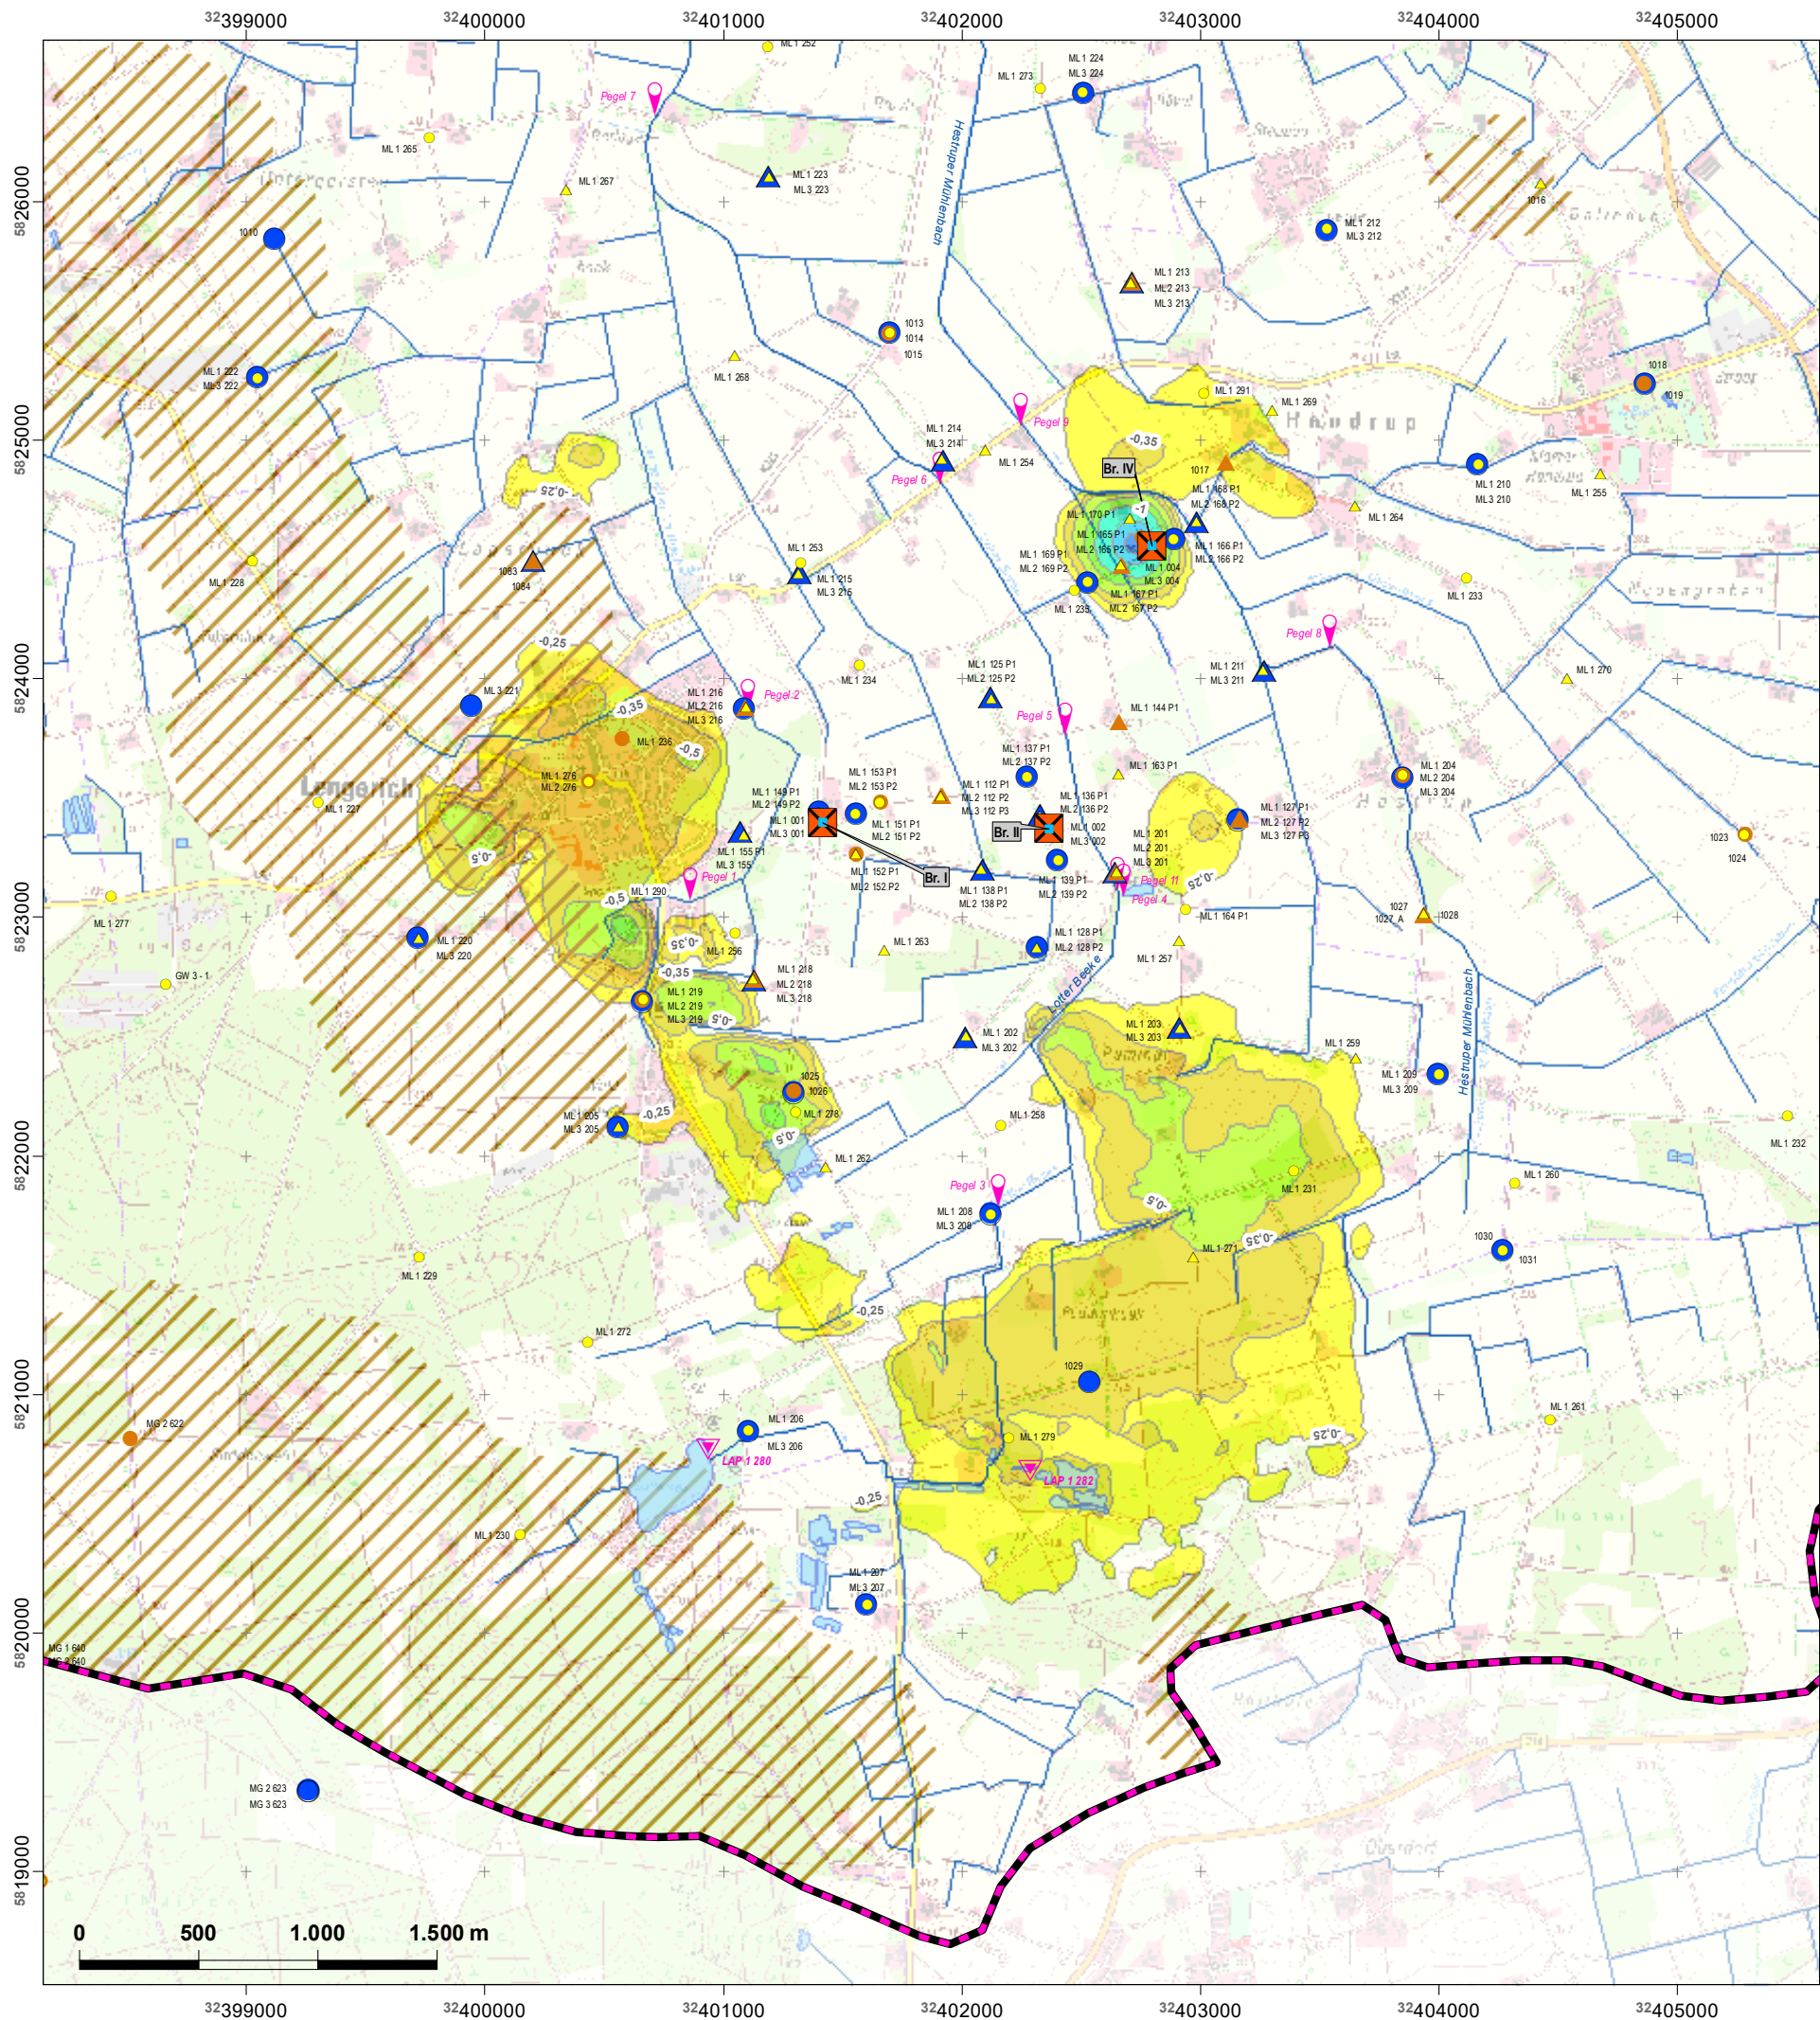 32399000 32400000 32401000 32402000 32403000 32404000 32405000
ML 1 252
ML 1 224
ML 3 224
ML 1 273
Pegel 7
5826000
ML 1 265
ML 1 267
ML 1 223
ML 3 223
Hestruper Mühlenbach
1016
1010
ML 1 212
ML 3 212
ML 1 213
ML 2 213
ML 3 213
1013
1014
1015
ML 1 222
ML 3 222
ML 1 268
1018
1019
ML 1 291
ML 1 269
Handrup
5825000
Pegel 9
ML 1 214
ML 3 214
Pegel 6
ML 1 254
-0,35
Br. IV
1017
ML 1 210
ML 3 210
ML 1 255
-0,25
ML 1 168 P1
ML 2 168 P2
ML 1 264
ML 1 170 P1
-1
ML 1 165 P1
ML 2 165 P2
ML 1 166 P1
ML 2 166 P2
ML 1 169 P1
ML 2 169 P2
ML 1 004
ML 3 004
ML 1 167 P1
ML 2 167 P2
ML 1 235
ML 1 233
1083
1084
ML 1 253
ML 1 215
ML 3 215
ML 1 228
Pegel 8
-0,25
5824000
ML 1 234
ML 1 125 P1
ML 2 125 P2
ML 1 211
ML 3 211
ML 1 270
ML 3 221
ML 1 216
ML 2 216
ML 3 216
Pegel 2
-0,35
Pegel 5
ML 1 144 P1
ML 1 236
-0,5
ML 1 137 P1
ML 2 137 P2
ML 1 163 P1
ML 1 276
ML 2 276
Lengerich
ML 1 227
ML 1 153 P1
ML 2 153 P2
ML 1 204
ML 2 204
ML 3 204
ML 1 149 P1
ML 2 149 P2
ML 1 001
ML 3 001
ML 1 112 P1
ML 2 112 P2
ML 3 112 P3
ML 1 136 P1
ML 2 136 P2
ML 1 127 P1
ML 2 127 P2
ML 3 127 P3
ML 1 151 P1
ML 2 151 P2
Br. II
ML 1 002
ML 3 002
ML 1 201
ML 2 201
ML 3 201
1023
1024
ML 1 155 P1
ML 3 155
-0,5
ML 1 152 P1
ML 2 152 P2
Br. I
Pegel 1
ML 1 138 P1
ML 2 138 P2
ML 1 139 P1
ML 2 139 P2
Pegel 11
Pegel 4
-0,25
ML 1 290
-0,5
5823000
ML 1 277
ML 1 164 P1
1027
1027_A
1028
ML 1 220
ML 3 220
-0,35
ML 1 256
ML 1 263
ML 1 128 P1
ML 2 128 P2
ML 1 257
GW 3 - 1
-0,35
ML 1 218
ML 2 218
ML 3 218
Lotter Beeke
Hestruper Mühlenbach
ML 1 219
ML 2 219
ML 3 219
-0,5
ML 1 202
ML 3 202
ML 1 203
ML 3 203
ML 1 259
1025
1026
ML 1 209
ML 3 209
ML 1 205
ML 3 205
-0,25
ML 1 278
-0,5
ML 1 258
ML 1 232
5822000
ML 1 262
Pegel 3
ML 1 231
-0,5
ML 1 260
ML 1 208
ML 3 208
-0,35
1030
1031
ML 1 229
ML 1 271
-0,25
ML 1 272
1029
5821000
ML 1 261
ML 1 206
ML 3 206
MG 2 622
LAP 1 280
ML 1 279
-0,25
LAP 1 282
-0,25
ML 1 230
ML 1 207
ML 3 207
5820000
MG 1 640
MG 2 640
MG 2 623
MG 3 623
5819000
0 500 1.000 1.500 m
32399000 32400000 32401000 32402000 32403000 32404000 32405000